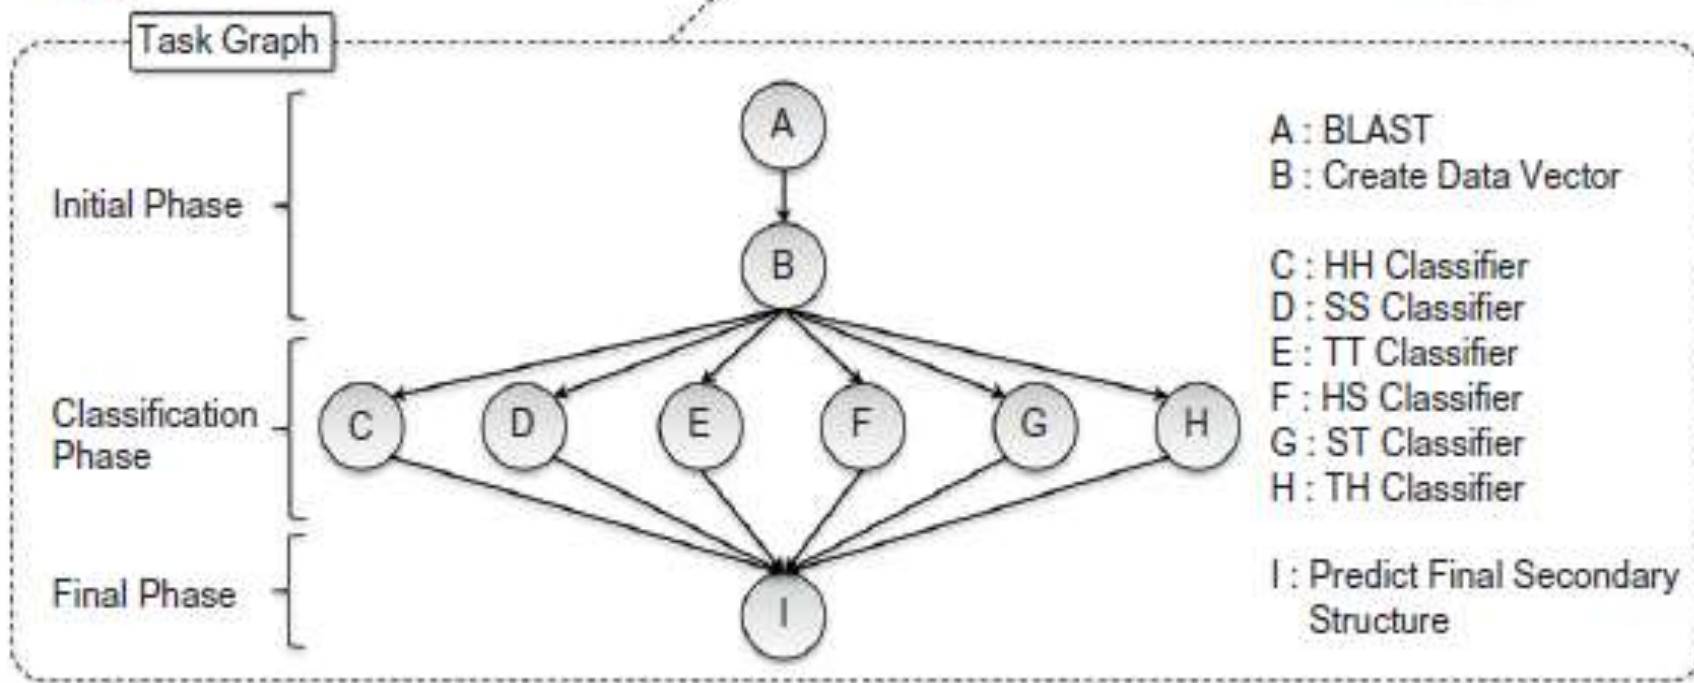 Task Graph
Initial Phase
A
B
Classification
Phase
C D E F G H
Final Phase
I
A : BLAST
B : Create Data Vector
C : HH Classifier
D : SS Classifier
E : TT Classifier
F : HS Classifier
G : ST Classifier
H : TH Classifier
I : Predict Final Secondary
Structure